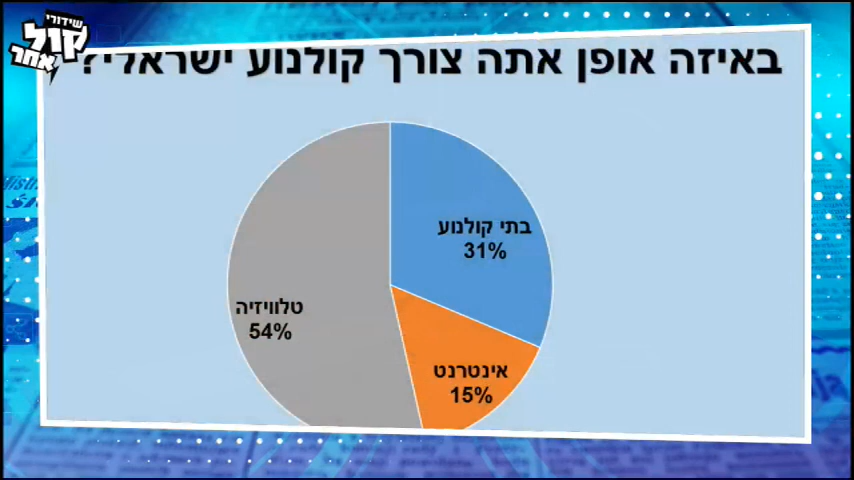 שידורי
קול
אחר
באיזה אופן אתה צורך קולנוע ישראלי?
בתי קולנוע
31%
טלוויזיה
54%
אינטרנט
15%